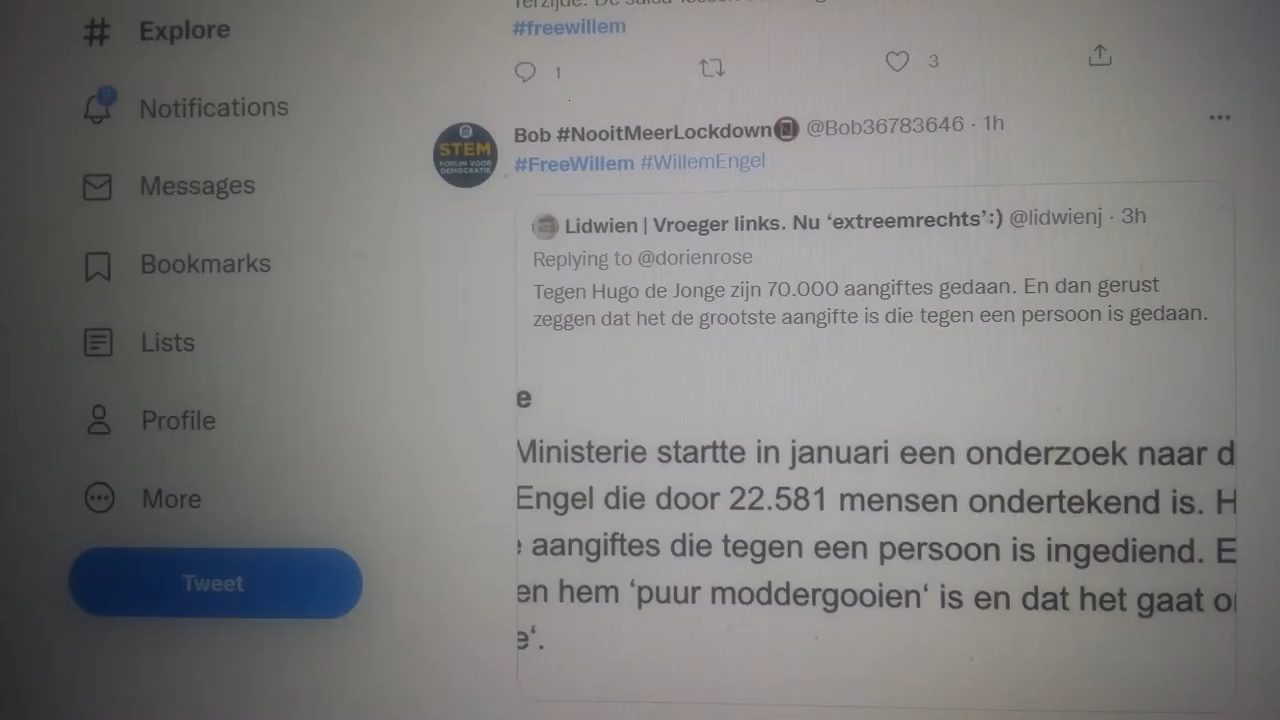 #freewillem
1
3
Explore
Notifications
Messages
Bookmarks
Lists
Profile
More
Tweet
STEM
FORUM VOOR
DEMOCRATIE
Bob #NooitMeerLockdown @Bob36783646 · 1h
#FreeWillem #WillemEngel
Lidwien | Vroeger links. Nu ‘extreemrechts’:) @lidwienj · 3h
Replying to @dorienrose
Tegen Hugo de Jonge zijn 70.000 aangiftes gedaan. En dan gerust
zeggen dat het de grootste aangifte is die tegen een persoon is gedaan.
e
Ministerie startte in januari een onderzoek naar d
Engel die door 22.581 mensen ondertekend is. H
aangiftes die tegen een persoon is ingediend. E
en hem ‘puur moddergooien‘ is en dat het gaat o
e‘.